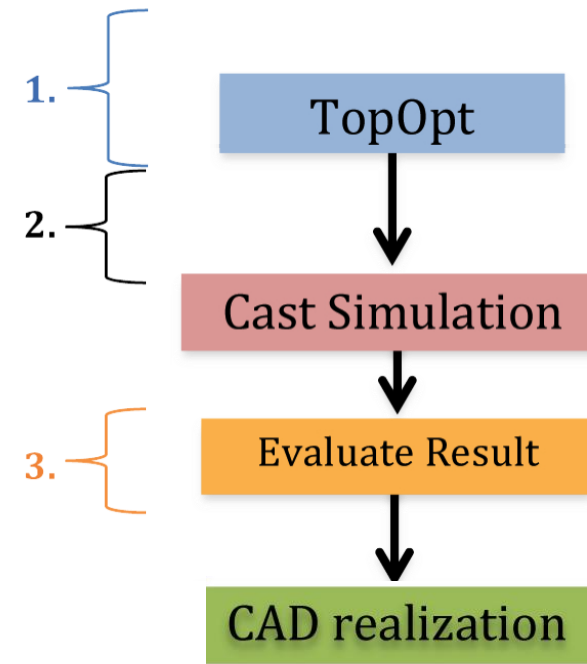 1.
TopOpt
2.
Cast Simulation
3.
Evaluate Result
CAD realization